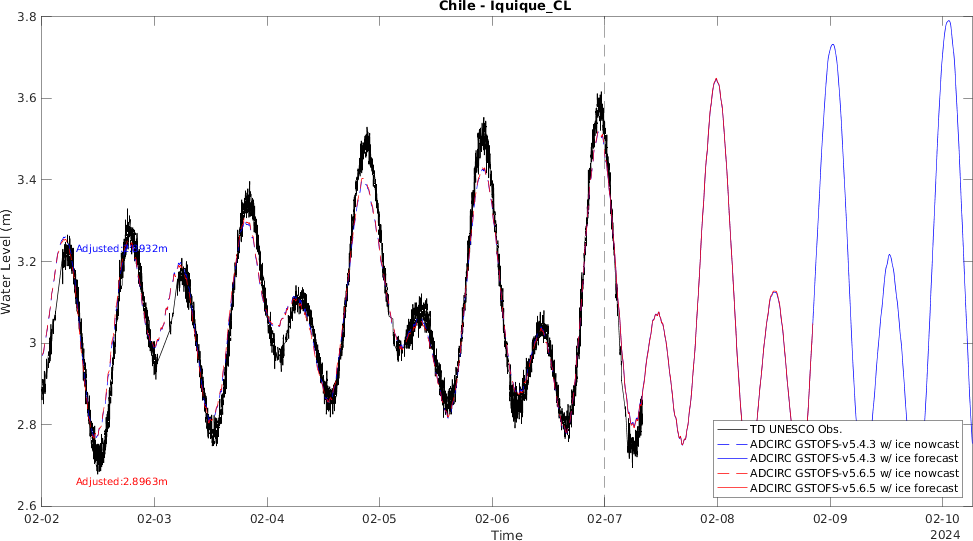 Chile - Iquique_CL
Water Level (m)
3.8
3.6
3.4
3.2
3
2.8
2.6
Adjusted:2.8963m
TD UNESCO Obs.
ADCIRC GSTOFS-v5.4.3 w/ ice nowcast
ADCIRC GSTOFS-v5.4.3 w/ ice forecast
ADCIRC GSTOFS-v5.6.5 w/ ice nowcast
ADCIRC GSTOFS-v5.6.5 w/ ice forecast
02-02 02-03 02-04 02-05 02-06 02-07 02-08 02-09 02-10
2024
Time